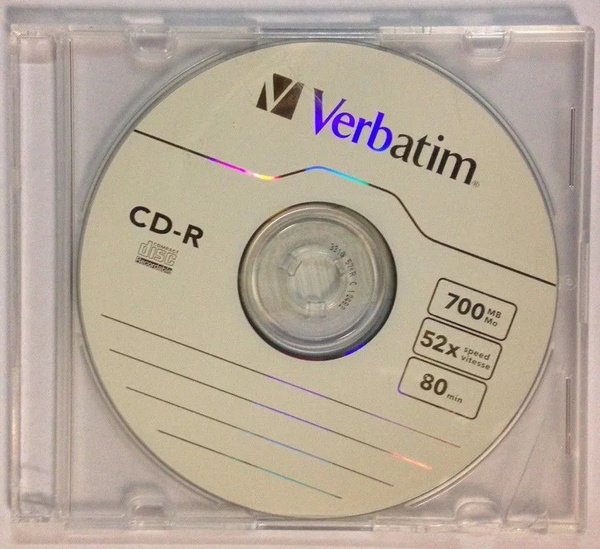 Verbatim®
CD-R
COMPACT
disc
Recordable
700 MB
Mo
52x speed
vitesse
80 min